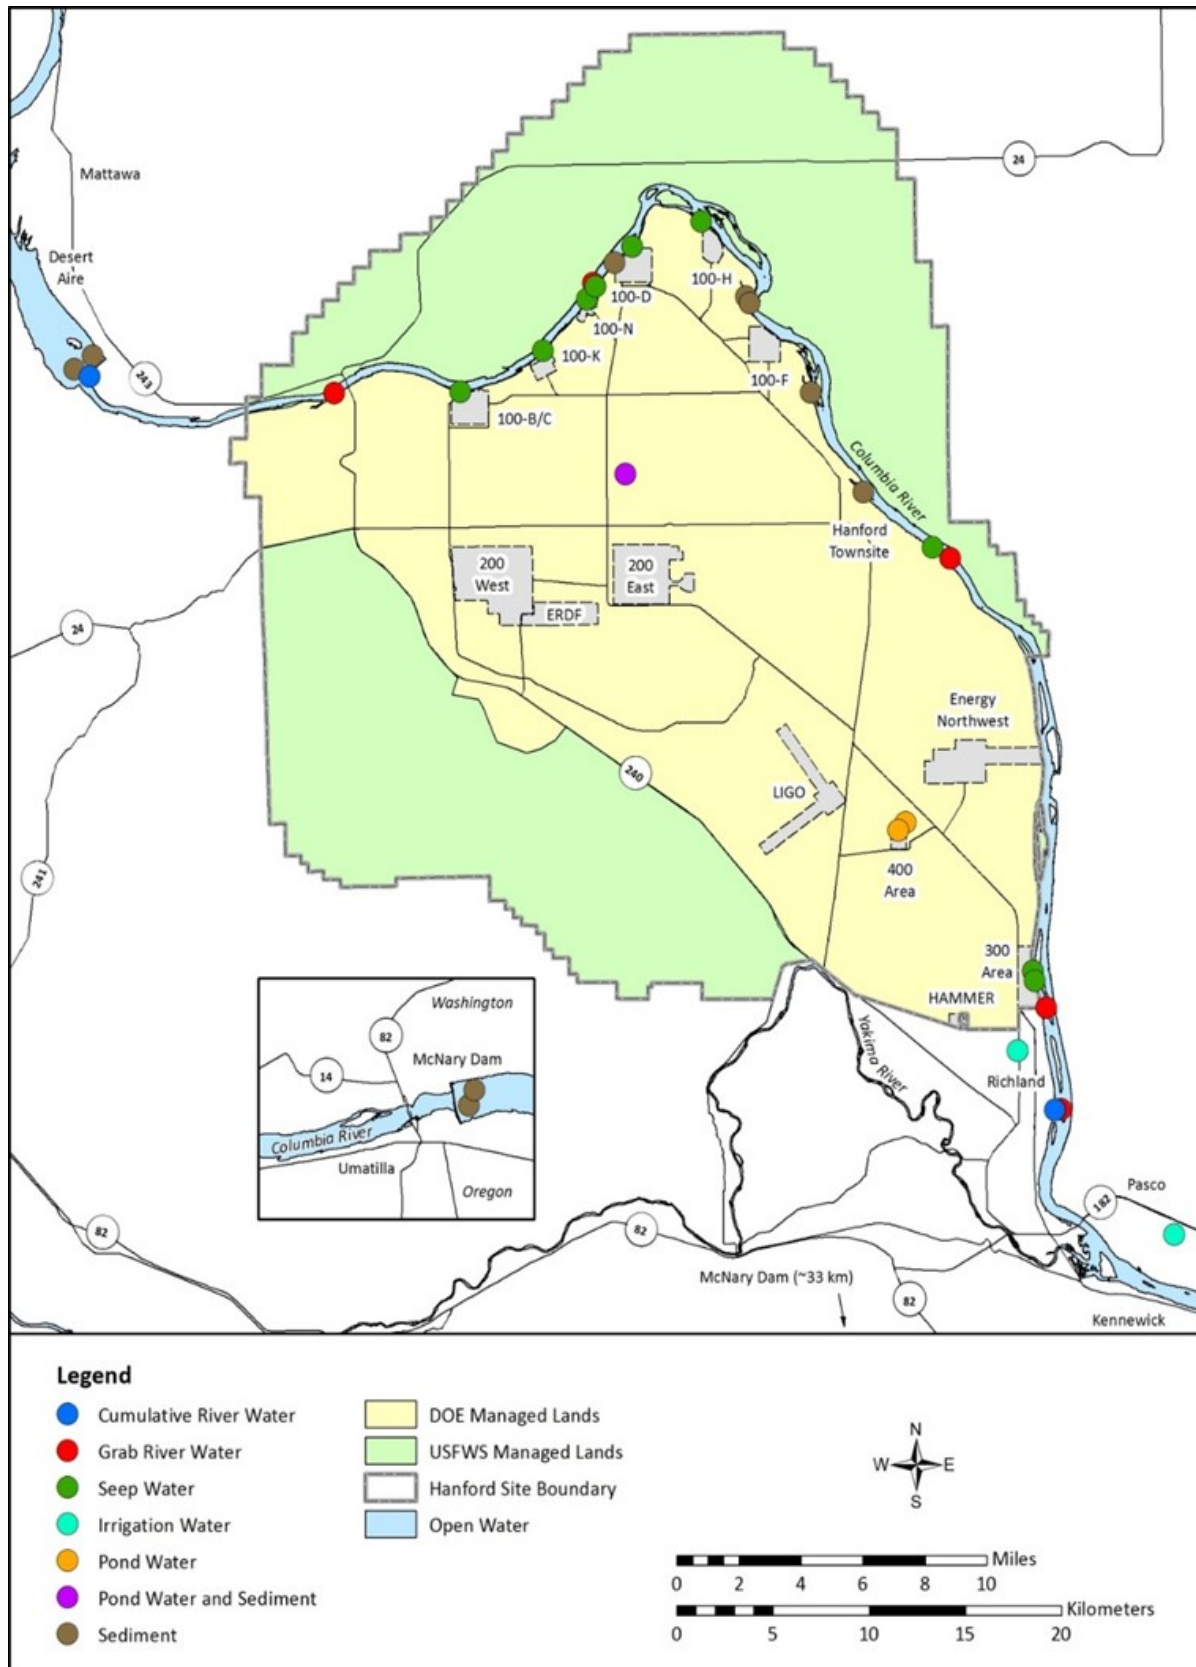 24
Mattawa
Desert
Aire
243
100-H
100-D
100-N
100-K
100-F
100-B/C
Columbia River
Hanford
Townsite
200
West
200
East
ERDF
24
Energy
Northwest
240
LIGO
241
400
Area
300
Area
HAMMER
Yakima River
Richland
Washington
82
McNary Dam
14
Columbia River
Umatilla
Oregon
Pasco
182
82
82
McNary Dam (~33 km)
82
Kennewick
Legend
Cumulative River Water
Grab River Water
Seep Water
Irrigation Water
Pond Water
Pond Water and Sediment
Sediment
DOE Managed Lands
USFWS Managed Lands
Hanford Site Boundary
Open Water
N
W E
S
Miles
0 2 4 6 8 10
Kilometers
0 5 10 15 20